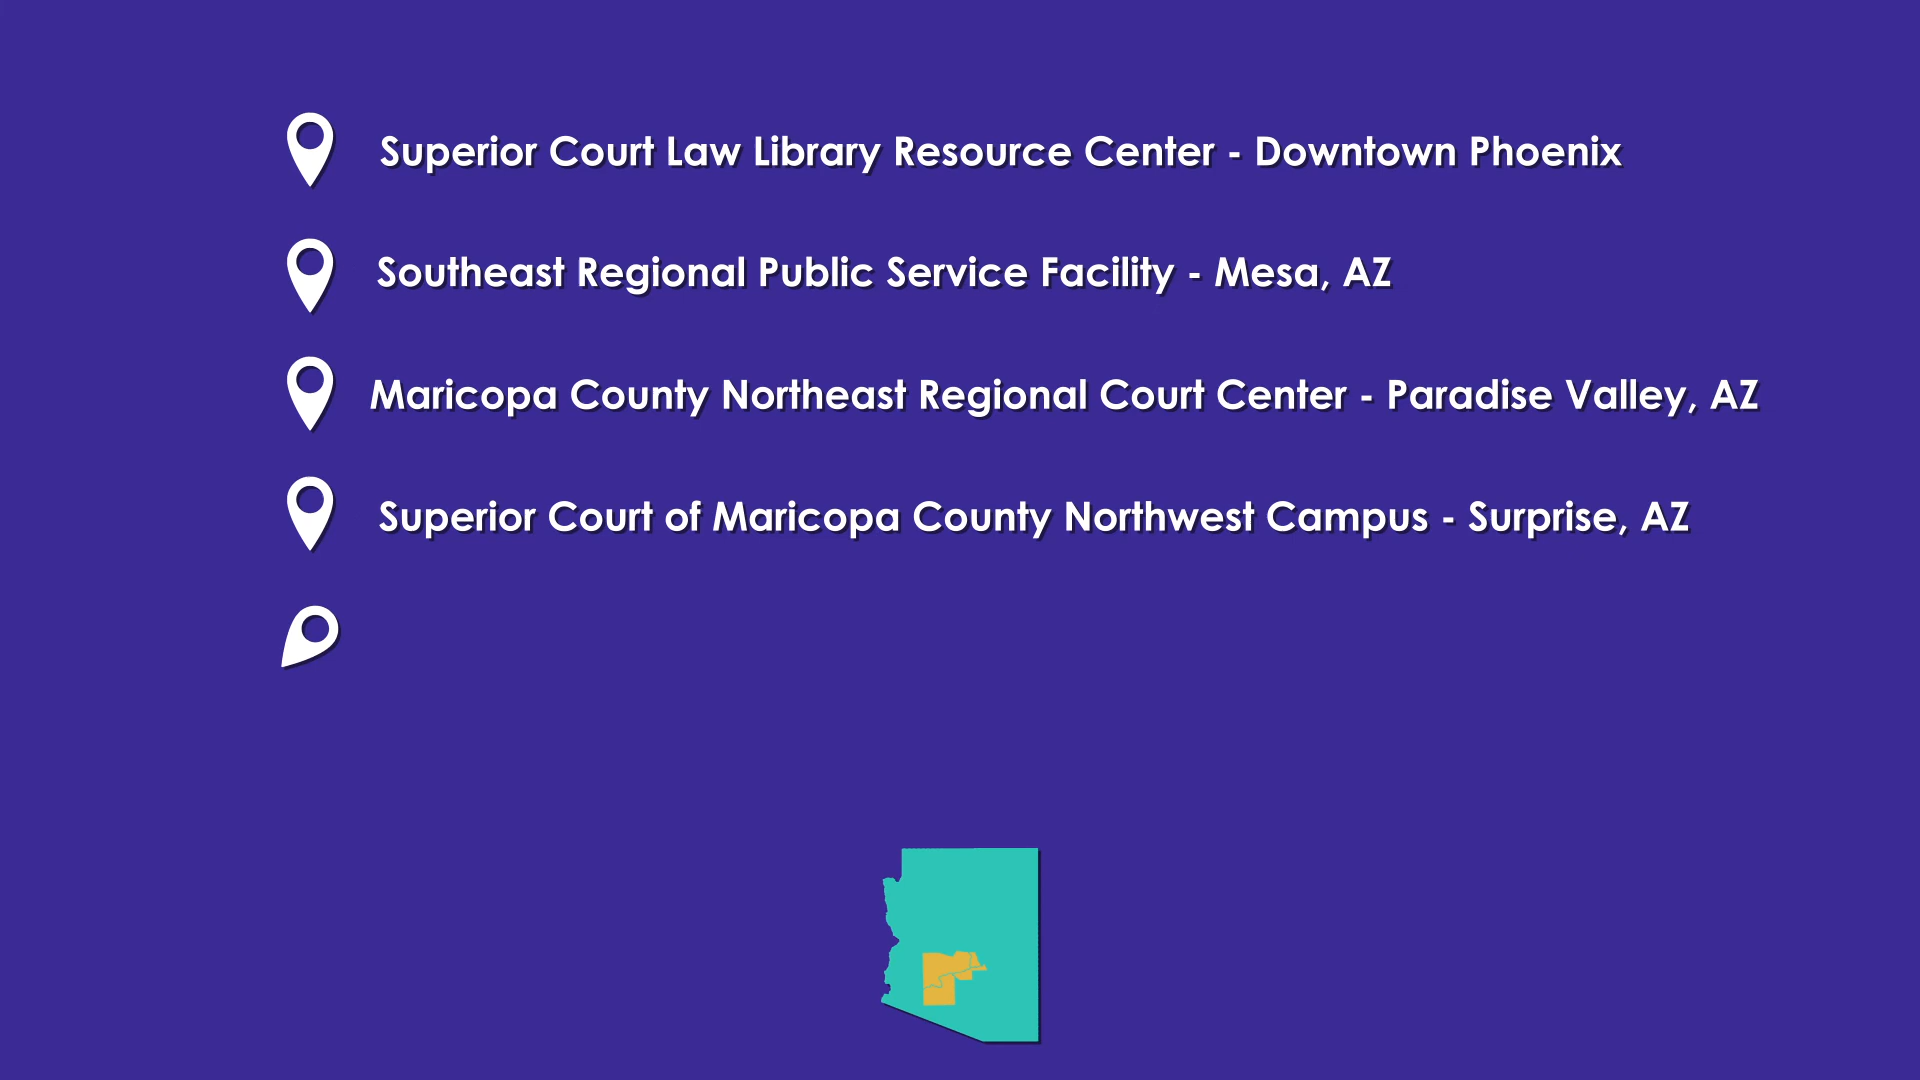 Superior Court Law Library Resource Center - Downtown Phoenix
Southeast Regional Public Service Facility - Mesa, AZ
Maricopa County Northeast Regional Court Center - Paradise Valley, AZ
Superior Court of Maricopa County Northwest Campus - Surprise, AZ